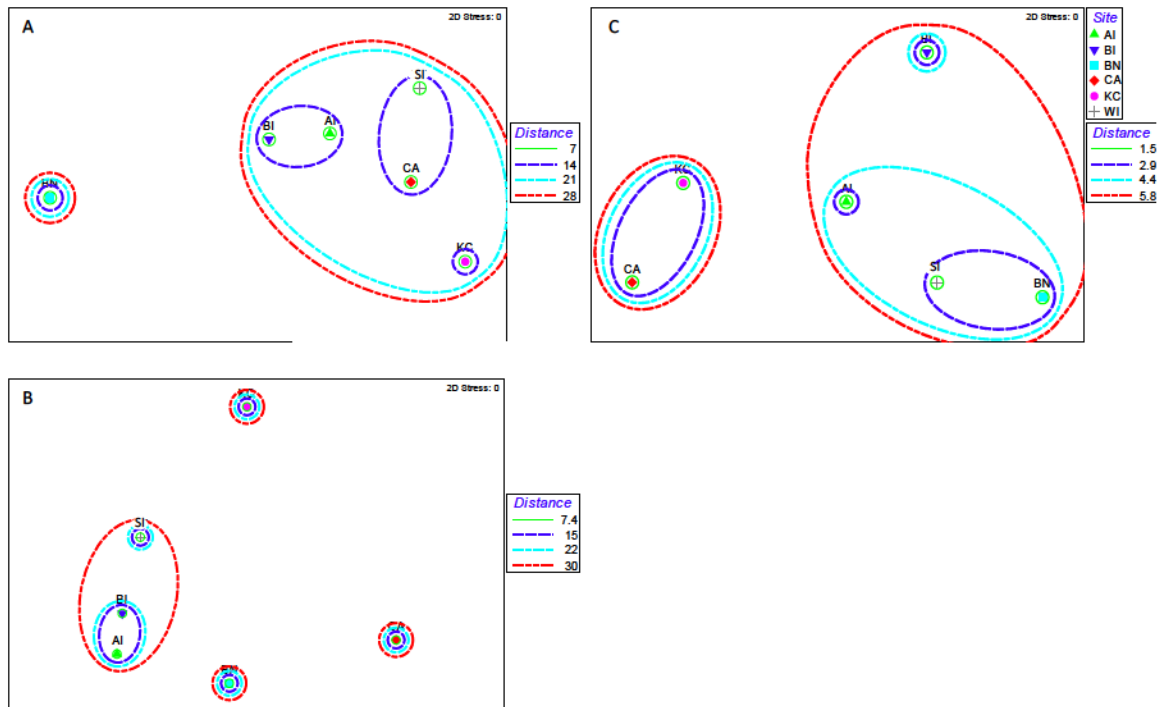 A
2D Stress: 0
SI
BI
AI
CA
BN
KC
Distance
7
14
21
28
C
2D Stress: 0
BI
KC
AI
CA
SI
BN
Site
AI
BI
BN
CA
KC
WI
Distance
1.5
2.9
4.4
5.8
B
2D Stress: 0
SI
BI
AI
CA
BN
Distance
7.4
15
22
30